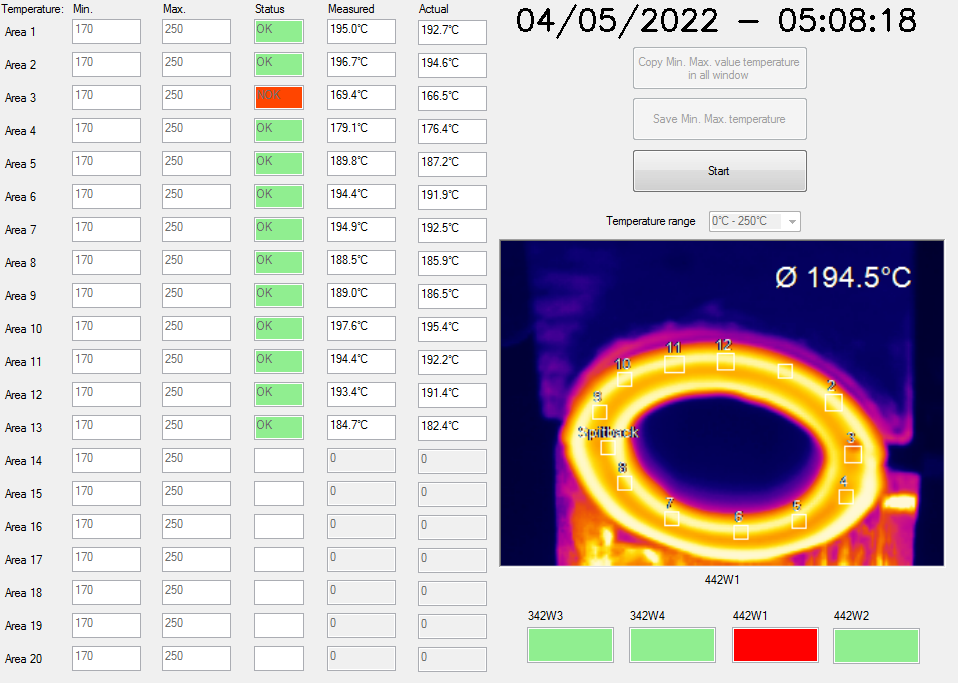 Temperature: Min. Max. Status Measured Actual
04/05/2022 – 05:08:18
Area 1 170 250 OK 195.0°C 192.7°C
Area 2 170 250 OK 196.7°C 194.6°C
Area 3 170 250 NOK 169.4°C 166.5°C
Area 4 170 250 OK 179.1°C 176.4°C
Area 5 170 250 OK 189.8°C 187.2°C
Area 6 170 250 OK 194.4°C 191.9°C
Area 7 170 250 OK 194.9°C 192.5°C
Area 8 170 250 OK 188.5°C 185.9°C
Area 9 170 250 OK 189.0°C 186.5°C
Area 10 170 250 OK 197.6°C 195.4°C
Area 11 170 250 OK 194.4°C 192.2°C
Area 12 170 250 OK 193.4°C 191.4°C
Area 13 170 250 OK 184.7°C 182.4°C
Area 14 170 250 0 0
Area 15 170 250 0 0
Area 16 170 250 0 0
Area 17 170 250 0 0
Area 18 170 250 0 0
Area 19 170 250 0 0
Area 20 170 250 0 0
Copy Min. Max. value temperature
in all window
Save Min. Max. temperature
Start
Temperature range 0°C - 250°C
Ø 194.5°C
11 12
10
2
3
4
7
8
442W1
342W3 342W4 442W1 442W2